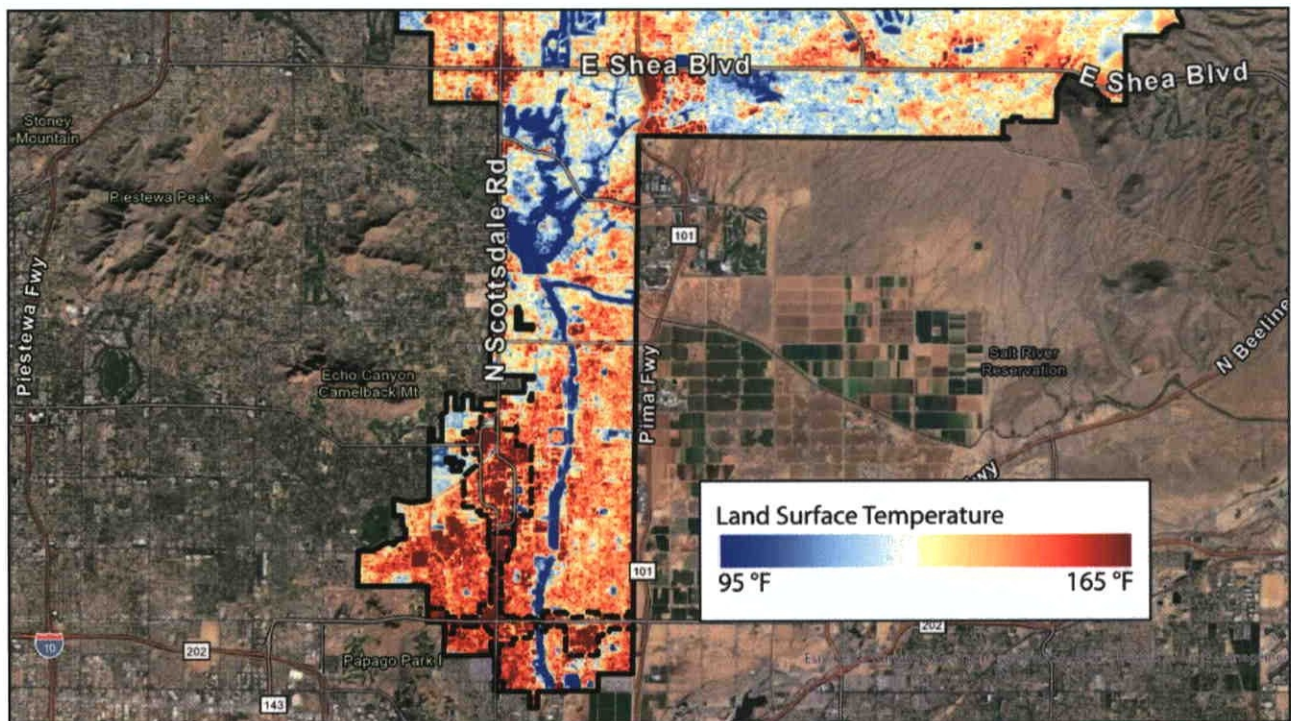 E Shea Blvd
E Shea Blvd
Stoney
Mountain
Piestewa Peak
N Scottsdale Rd
101
Piestewa Fwy
Pima Fwy
Salt River
Reservation
N Beeline
Echo Canyon
Camelback Mt
wy
Land Surface Temperature
95 °F
165 °F
101
202
10
202
Papago Park
143